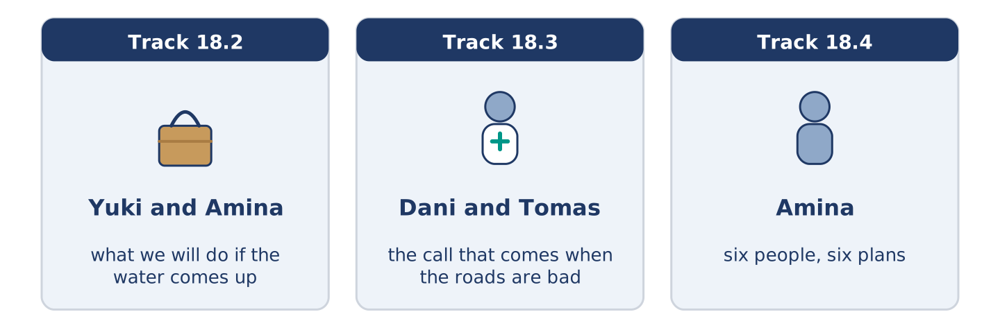 Track 18.2
Yuki and Amina
what we will do if the
water comes up
Track 18.3
Dani and Tomas
the call that comes when
the roads are bad
Track 18.4
Amina
six people, six plans